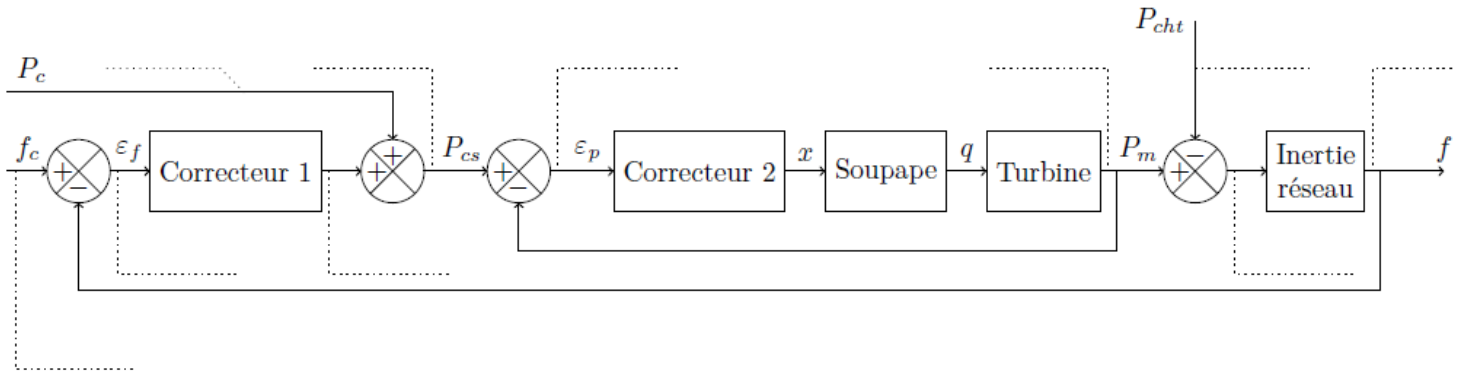 P_cht
P_c
f_c + − ε_f Correcteur 1 + + P_cs + − ε_p Correcteur 2 x Soupape q Turbine P_m + − Inertie f
réseau